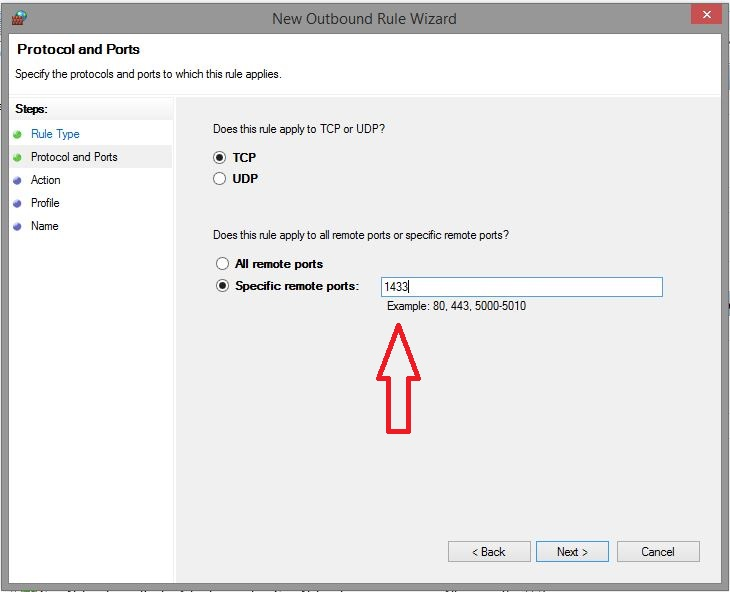 New Outbound Rule Wizard
Protocol and Ports
Specify the protocols and ports to which this rule applies.
Steps:
Rule Type
Protocol and Ports
Action
Profile
Name
Does this rule apply to TCP or UDP?
TCP
UDP
Does this rule apply to all remote ports or specific remote ports?
All remote ports
Specific remote ports: 1433
Example: 80, 443, 5000-5010
< Back Next > Cancel